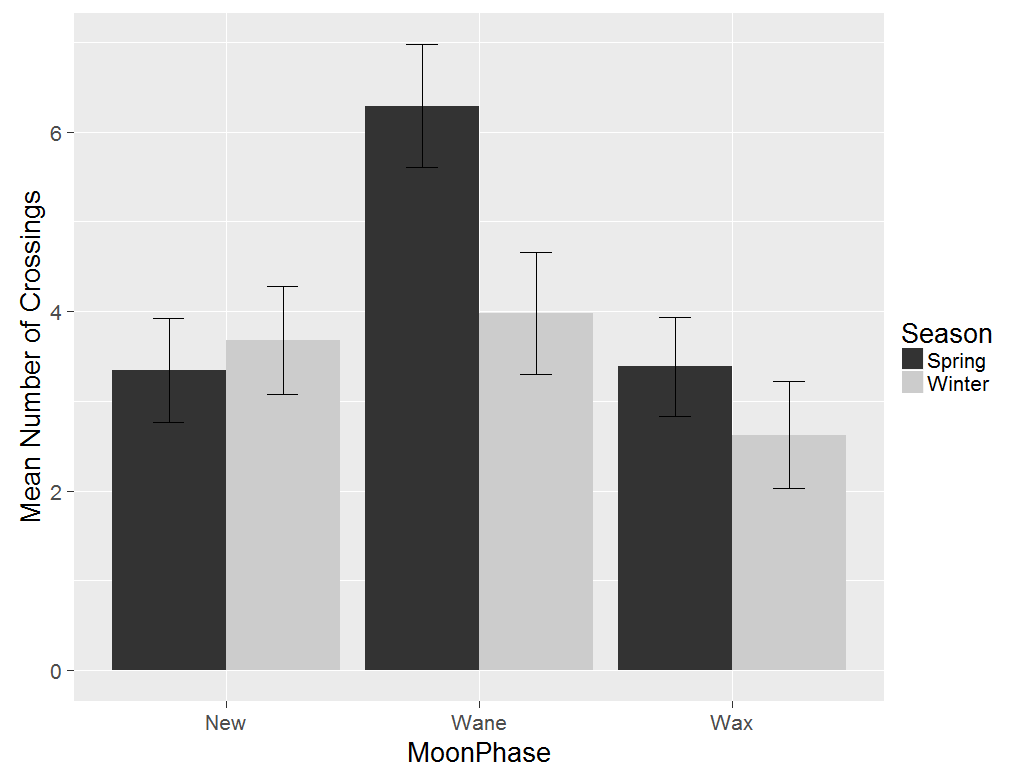 Mean Number of Crossings
6
4
2
0
New Wane Wax
MoonPhase
Season
Spring
Winter